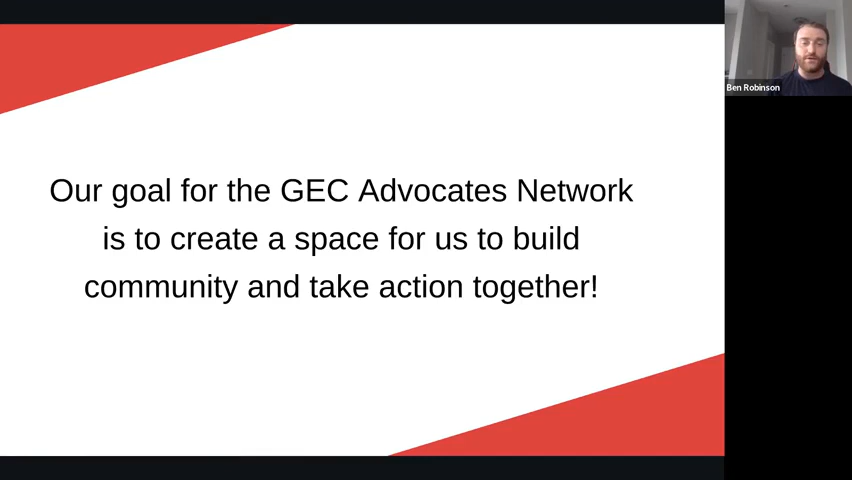 Our goal for the GEC Advocates Network
is to create a space for us to build
community and take action together!
Ben Robinson